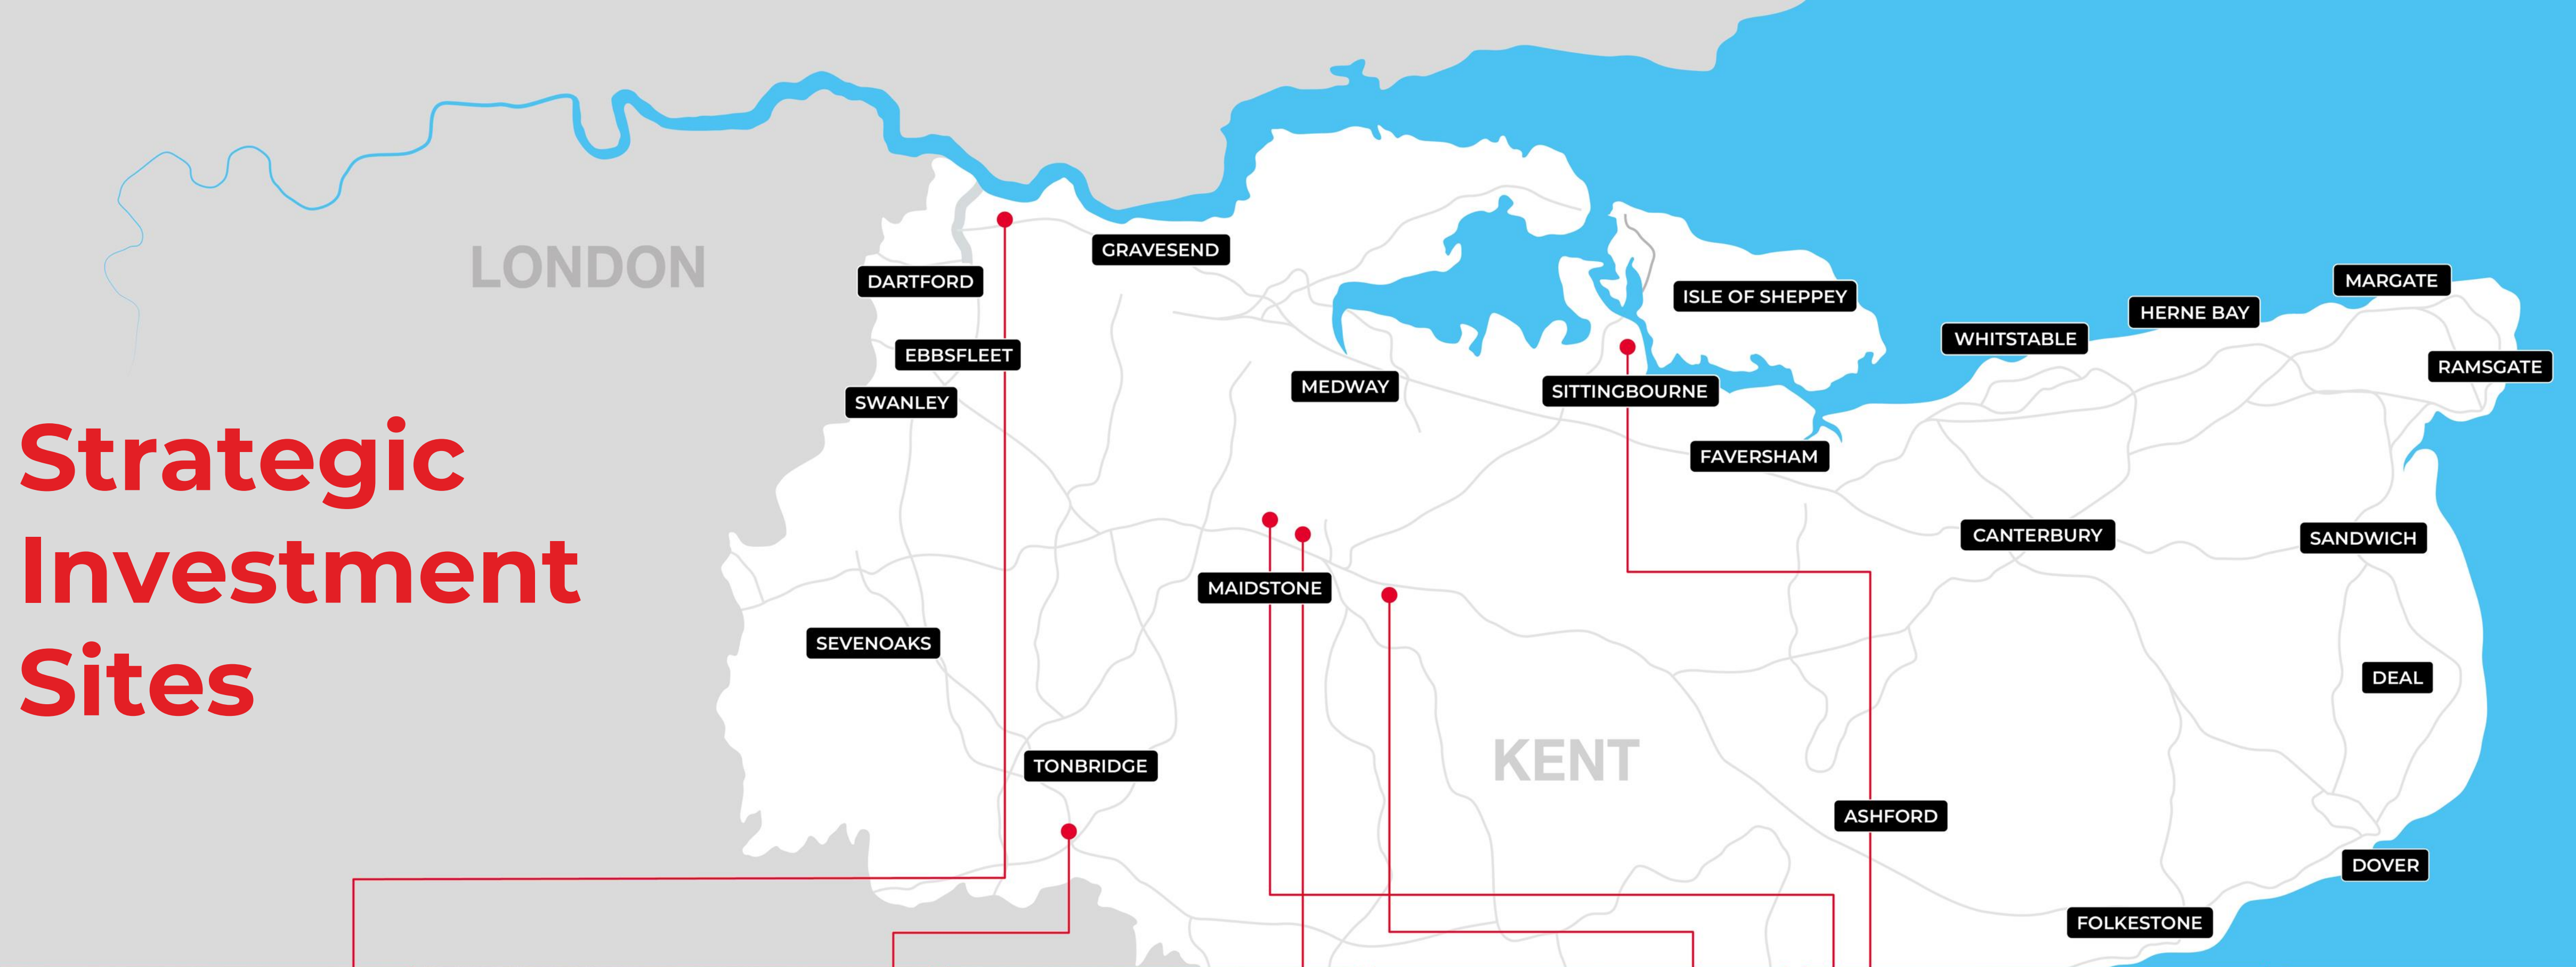 LONDON
GRAVESEND
DARTFORD
ISLE OF SHEPPEY
MARGATE
HERNE BAY
WHITSTABLE
EBBSFLEET
RAMSGATE
MEDWAY
SITTINGBOURNE
SWANLEY
FAVERSHAM
Strategic
Investment
Sites
CANTERBURY
SANDWICH
MAIDSTONE
SEVENOAKS
DEAL
TONBRIDGE
KENT
ASHFORD
DOVER
FOLKESTONE